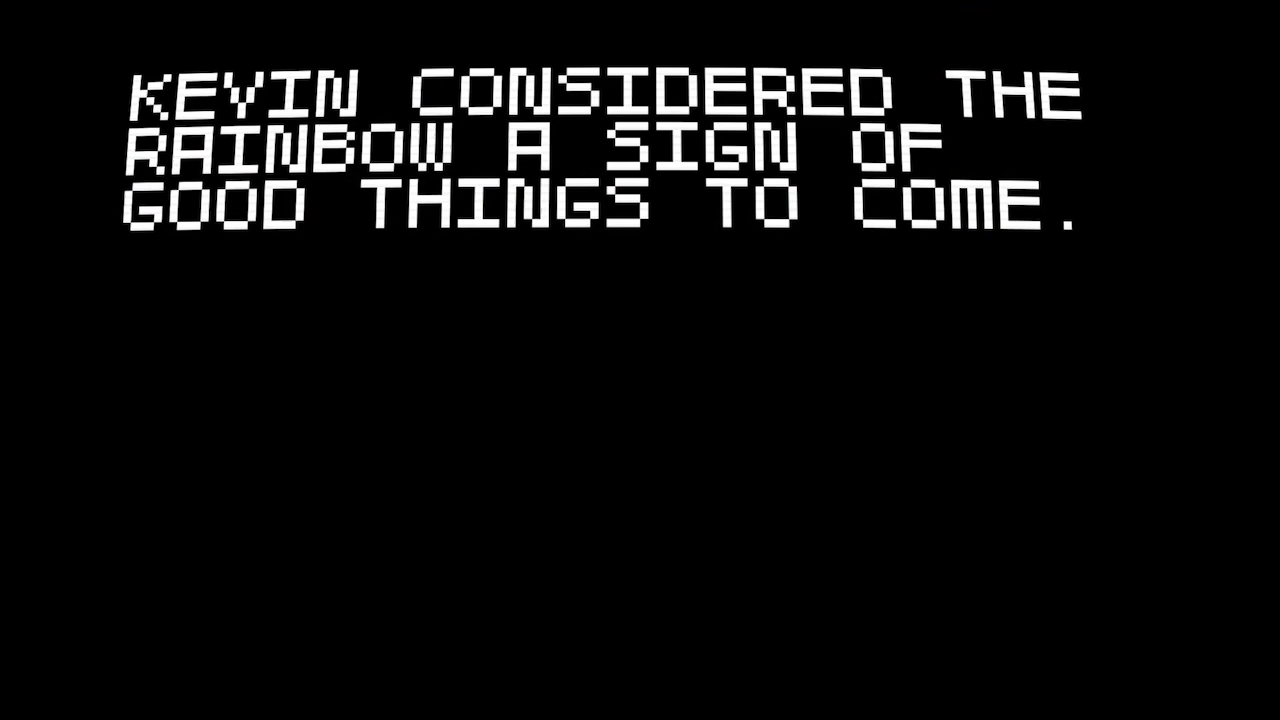 KEVIN CONSIDERED THE
RAINBOW A SIGN OF
GOOD THINGS TO COME.